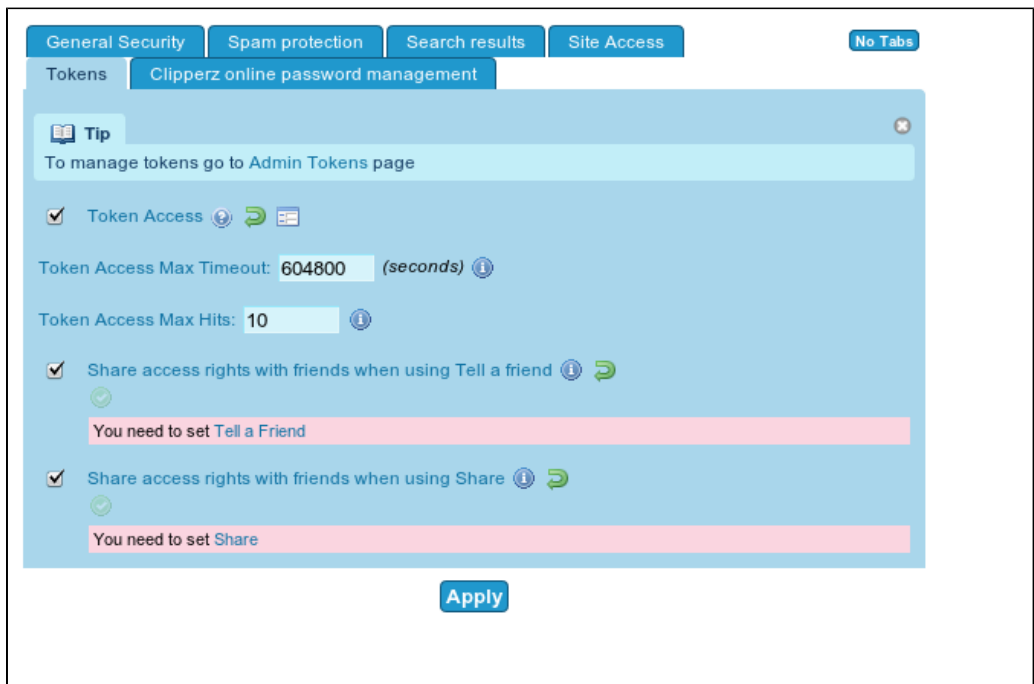 General Security Spam protection Search results Site Access No Tabs
Tokens Clipperz online password management
Tip
To manage tokens go to Admin Tokens page
Token Access
Token Access Max Timeout: 604800 (seconds)
Token Access Max Hits: 10
Share access rights with friends when using Tell a friend
You need to set Tell a Friend
Share access rights with friends when using Share
You need to set Share
Apply